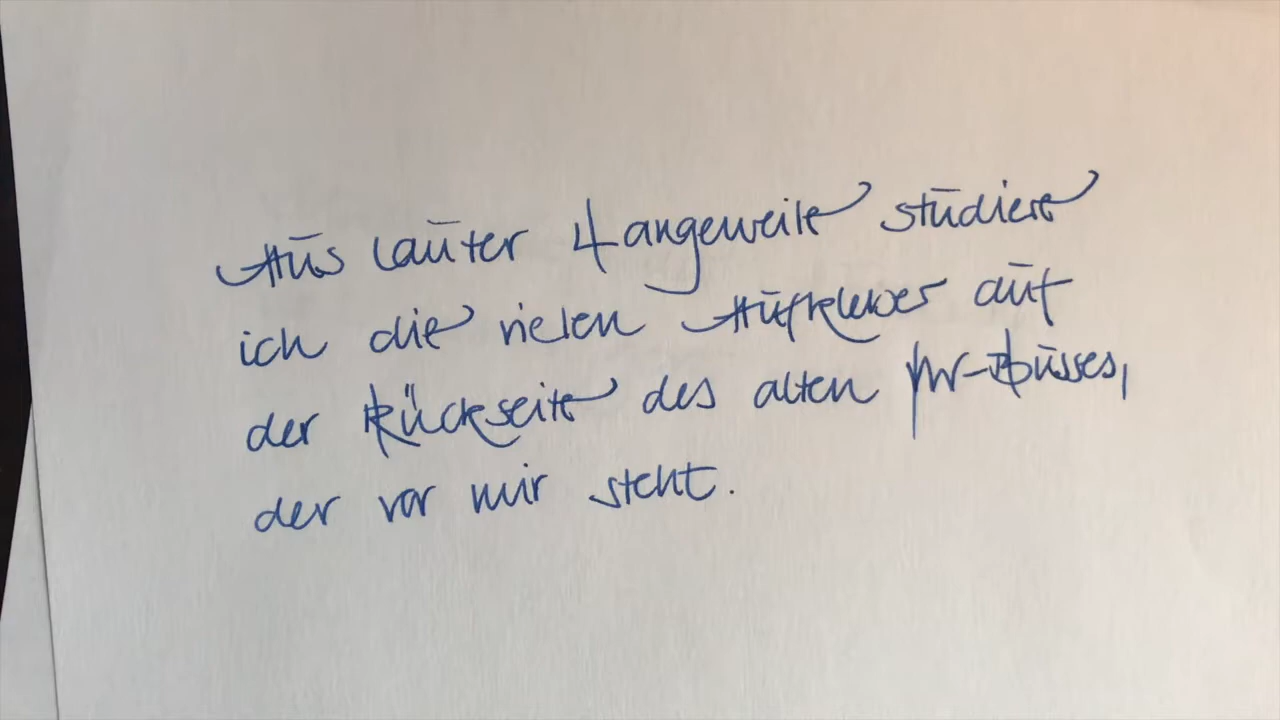 Aus lauter Langeweile studiere
ich die vielen Aufkleber auf
der Rückseite des alten VW-Busses,
der vor mir steht.